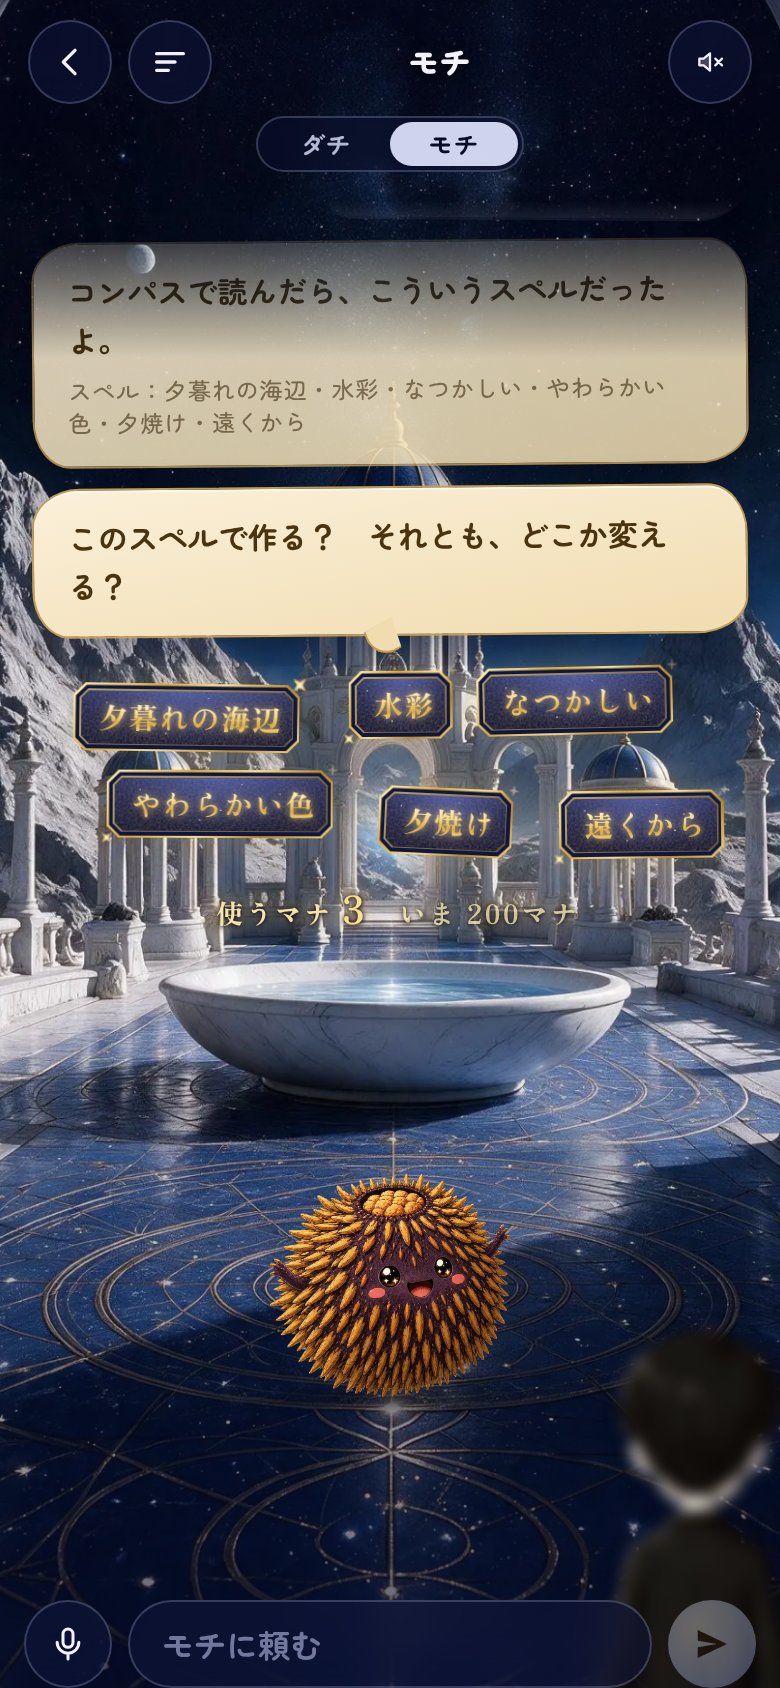 モチ
ダチ
モチ
コンパスで読んだら、こういうスペルだった
よ。
スペル：夕暮れの海辺・水彩・なつかしい・やわらかい
色・夕焼け・遠くから
このスペルで作る？　それとも、どこか変え
る？
夕暮れの海辺
水彩
なつかしい
やわらかい色
夕焼け
遠くから
使うマナ 3　いま 200マナ
モチに頼む